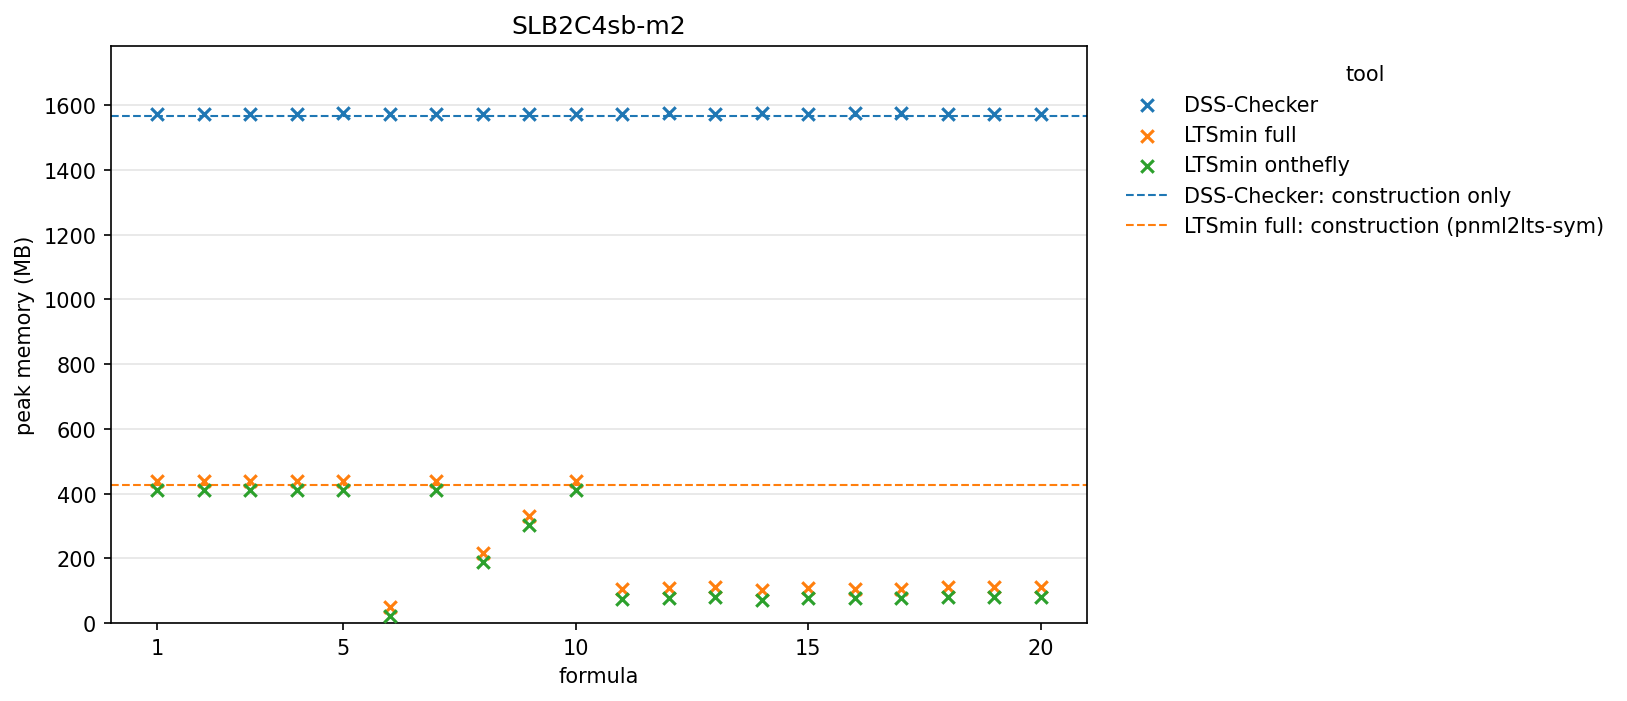 SLB2C4sb-m2
peak memory (MB)
1600
1400
1200
1000
800
600
400
200
0
1
5
10
15
20
formula
tool
DSS-Checker
LTSmin full
LTSmin onthefly
DSS-Checker: construction only
LTSmin full: construction (pnml2lts-sym)